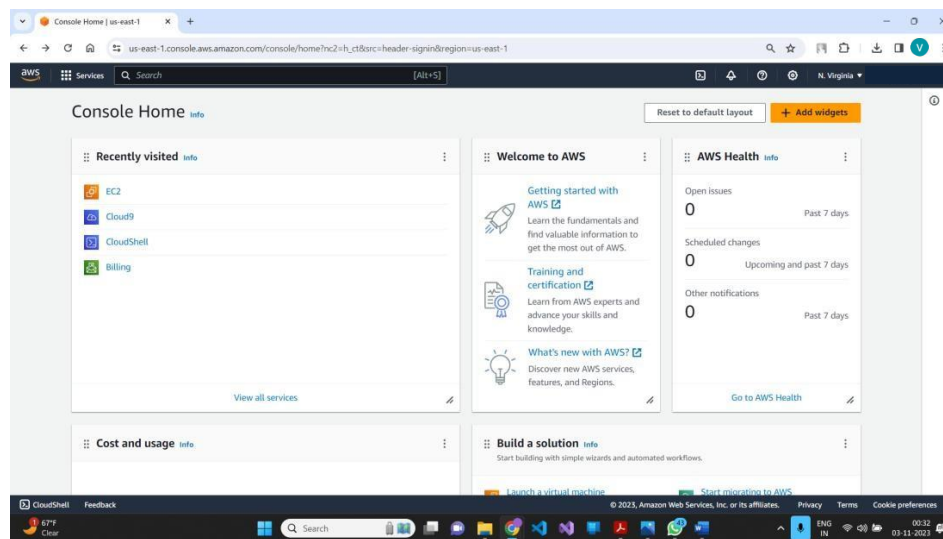 Console Home | us-east-1
us-east-1.console.aws.amazon.com/console/home?nc2=h_ct&src=header-signin&region=us-east-1
aws
Services
Search
[Alt+S]
N. Virginia
Console Home Info
Reset to default layout
Add widgets
Recently visited Info
EC2
Cloud9
CloudShell
Billing
View all services
Welcome to AWS
Getting started with
AWS
Learn the fundamentals and
find valuable information to
get the most out of AWS.
Training and
certification
Learn from AWS experts and
advance your skills and
knowledge.
What's new with AWS?
Discover new AWS services,
features, and Regions.
AWS Health Info
Open issues
0 Past 7 days
Scheduled changes
0 Upcoming and past 7 days
Other notifications
0 Past 7 days
Go to AWS Health
Cost and usage Info
Build a solution Info
Start building with simple wizards and automated workflows.
Launch a virtual machine
Start migrating to AWS
CloudShell
Feedback
© 2023, Amazon Web Services, Inc. or its affiliates.
Privacy
Terms
Cookie preferences
67°F
Clear
Search
ENG
IN
00:32
03-11-2023
V